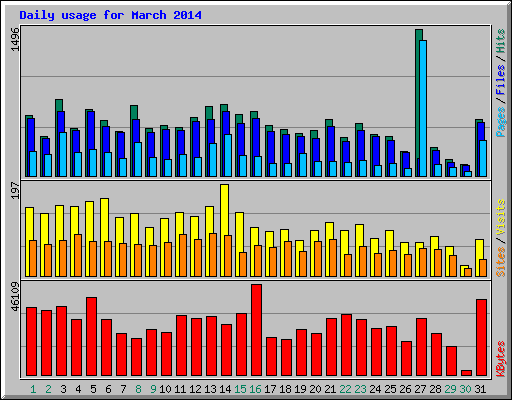 Daily usage for March 2014
1496
Pages / Files / Hits
197
Sites / Visits
46109
KBytes
1 2 3 4 5 6 7 8 9 10 11 12 13 14 15 16 17 18 19 20 21 22 23 24 25 26 27 28 29 30 31